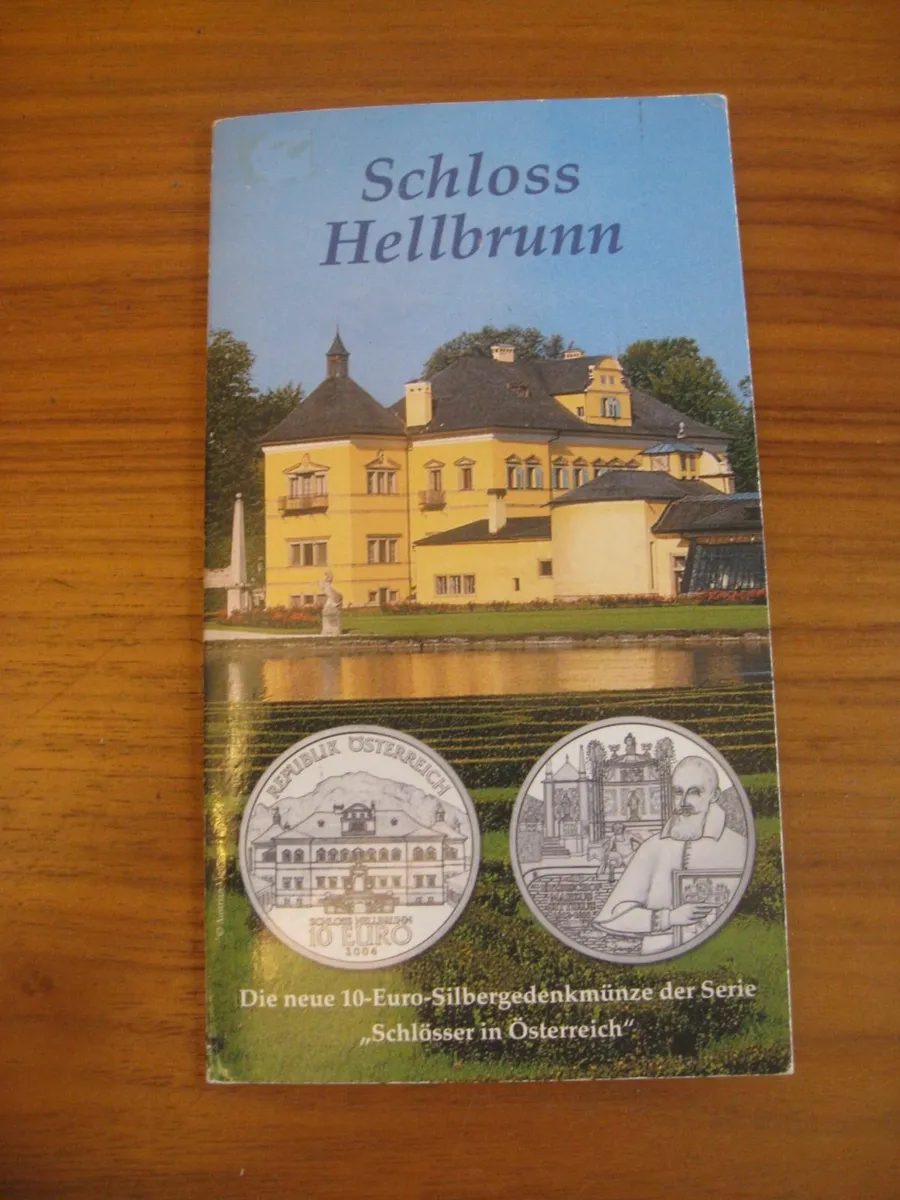 Schloss
Hellbrunn
REPUBLIK ÖSTERREICH
SCHLOSS HELLBRUNN
10 EURO
2004
Die neue 10-Euro-Silbergedenkmünze der Serie
„Schlösser in Österreich“